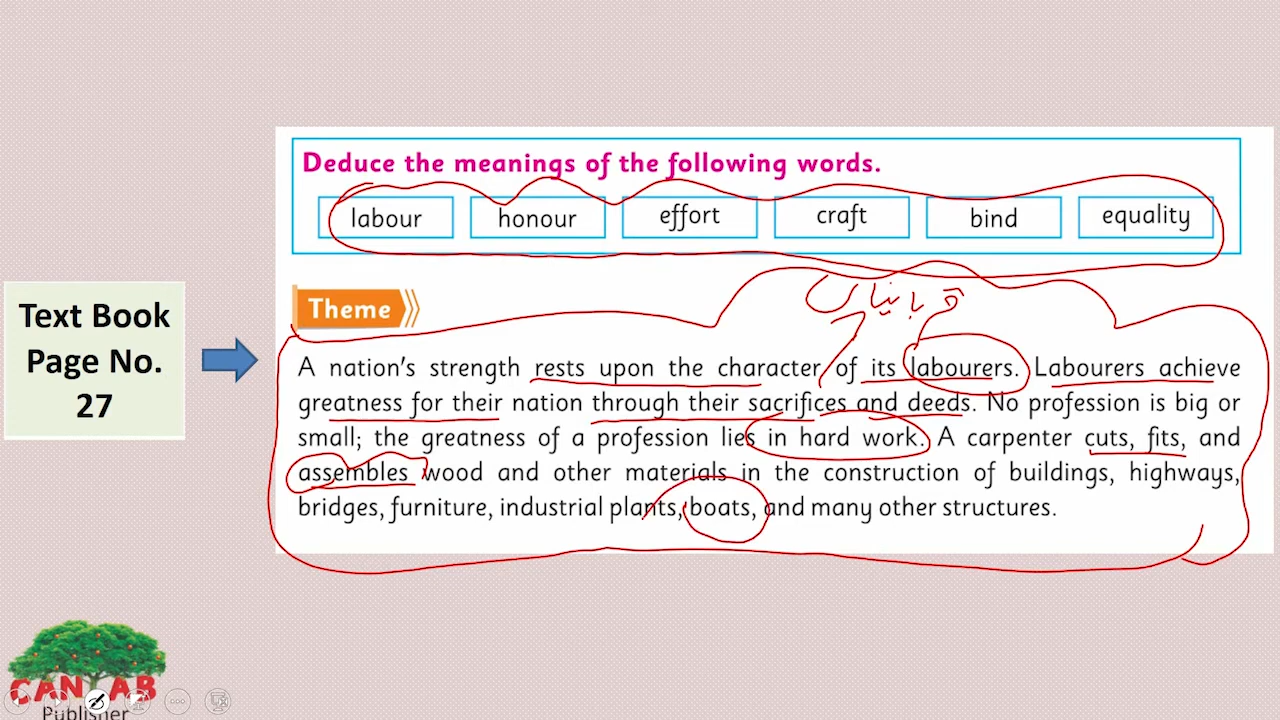 Deduce the meanings of the following words.
labour honour effort craft bind equality
Theme
قربانیاں
Text Book
Page No.
27
A nation's strength rests upon the character of its labourers. Labourers achieve
greatness for their nation through their sacrifices and deeds. No profession is big or
small; the greatness of a profession lies in hard work. A carpenter cuts, fits, and
assembles wood and other materials in the construction of buildings, highways,
bridges, furniture, industrial plants, boats, and many other structures.
CANTAB
Publisher